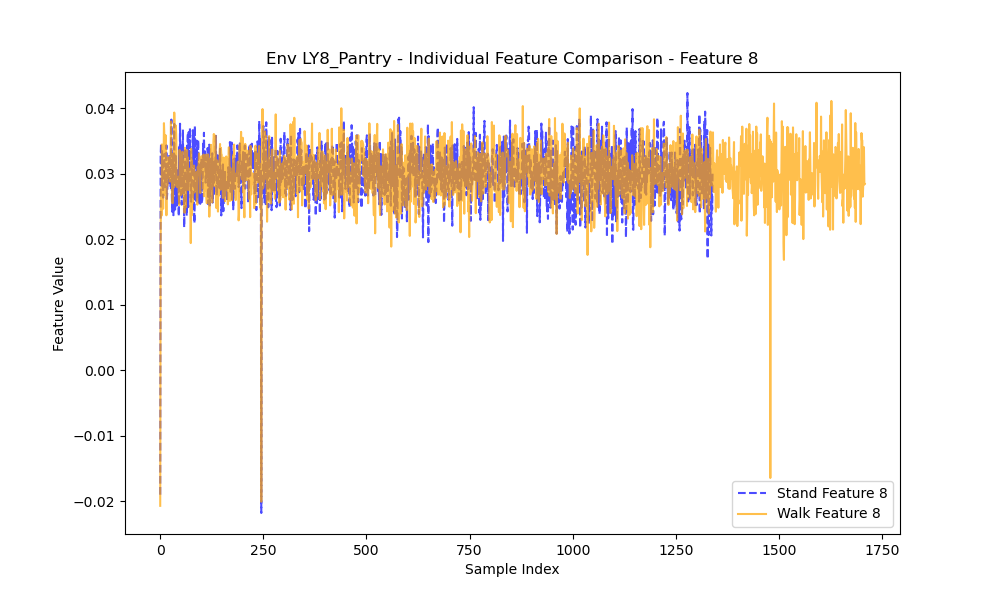 Env LY8_Pantry - Individual Feature Comparison - Feature 8
Feature Value
0.04
0.03
0.02
0.01
0.00
−0.01
−0.02
Stand Feature 8
Walk Feature 8
0 250 500 750 1000 1250 1500 1750
Sample Index